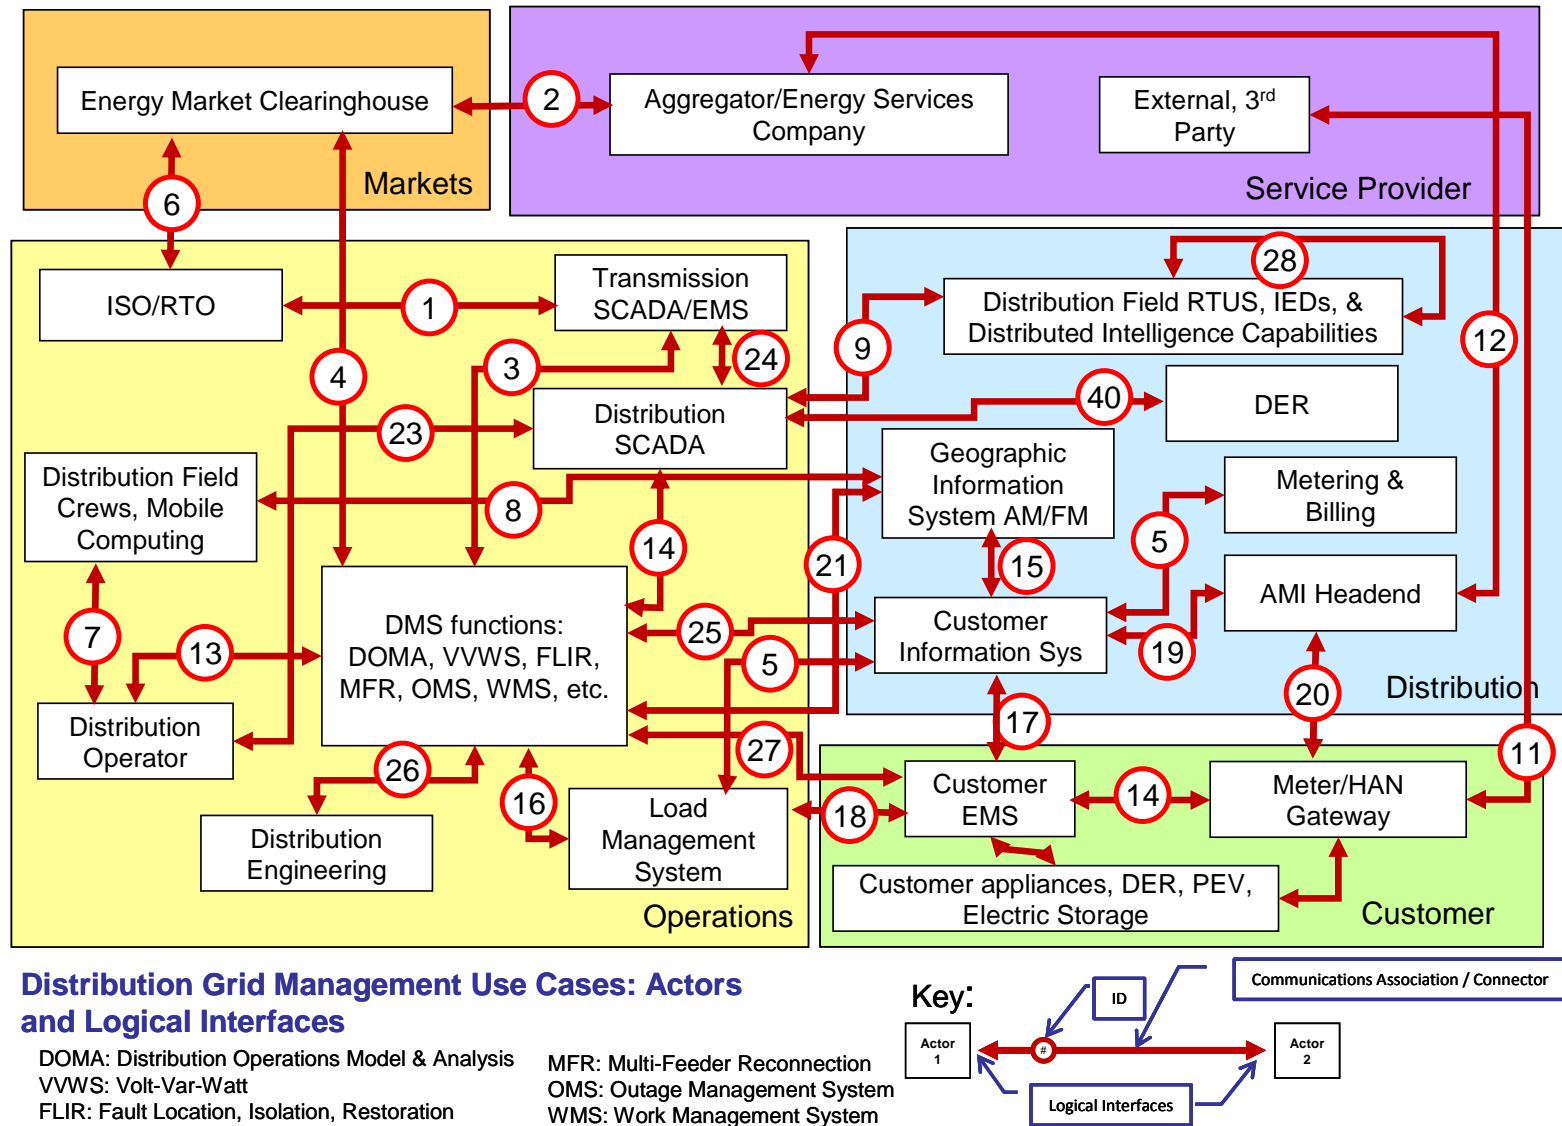 Energy Market Clearinghouse
Markets
2
Aggregator/Energy Services
Company
External, 3rd
Party
Service Provider
6
4
ISO/RTO
1
Transmission
SCADA/EMS
3
24
Distribution
SCADA
23
Distribution Field
Crews, Mobile
Computing
8
14
7
13
DMS functions:
DOMA, VVWS, FLIR,
MFR, OMS, WMS, etc.
25
5
21
27
Distribution
Operator
26
16
Distribution
Engineering
Load
Management
System
18
Operations
28
Distribution Field RTUS, IEDs, &
Distributed Intelligence Capabilities
9
12
40
DER
Geographic
Information
System AM/FM
Metering &
Billing
5
15
AMI Headend
Customer
Information Sys
19
20
17
Distribution
11
Customer
EMS
14
Meter/HAN
Gateway
Customer appliances, DER, PEV,
Electric Storage
Customer
Distribution Grid Management Use Cases: Actors
and Logical Interfaces
DOMA: Distribution Operations Model & Analysis
VVWS: Volt-Var-Watt
FLIR: Fault Location, Isolation, Restoration
MFR: Multi-Feeder Reconnection
OMS: Outage Management System
WMS: Work Management System
Key:
ID
Communications Association / Connector
Actor
1
#
Actor
2
Logical Interfaces